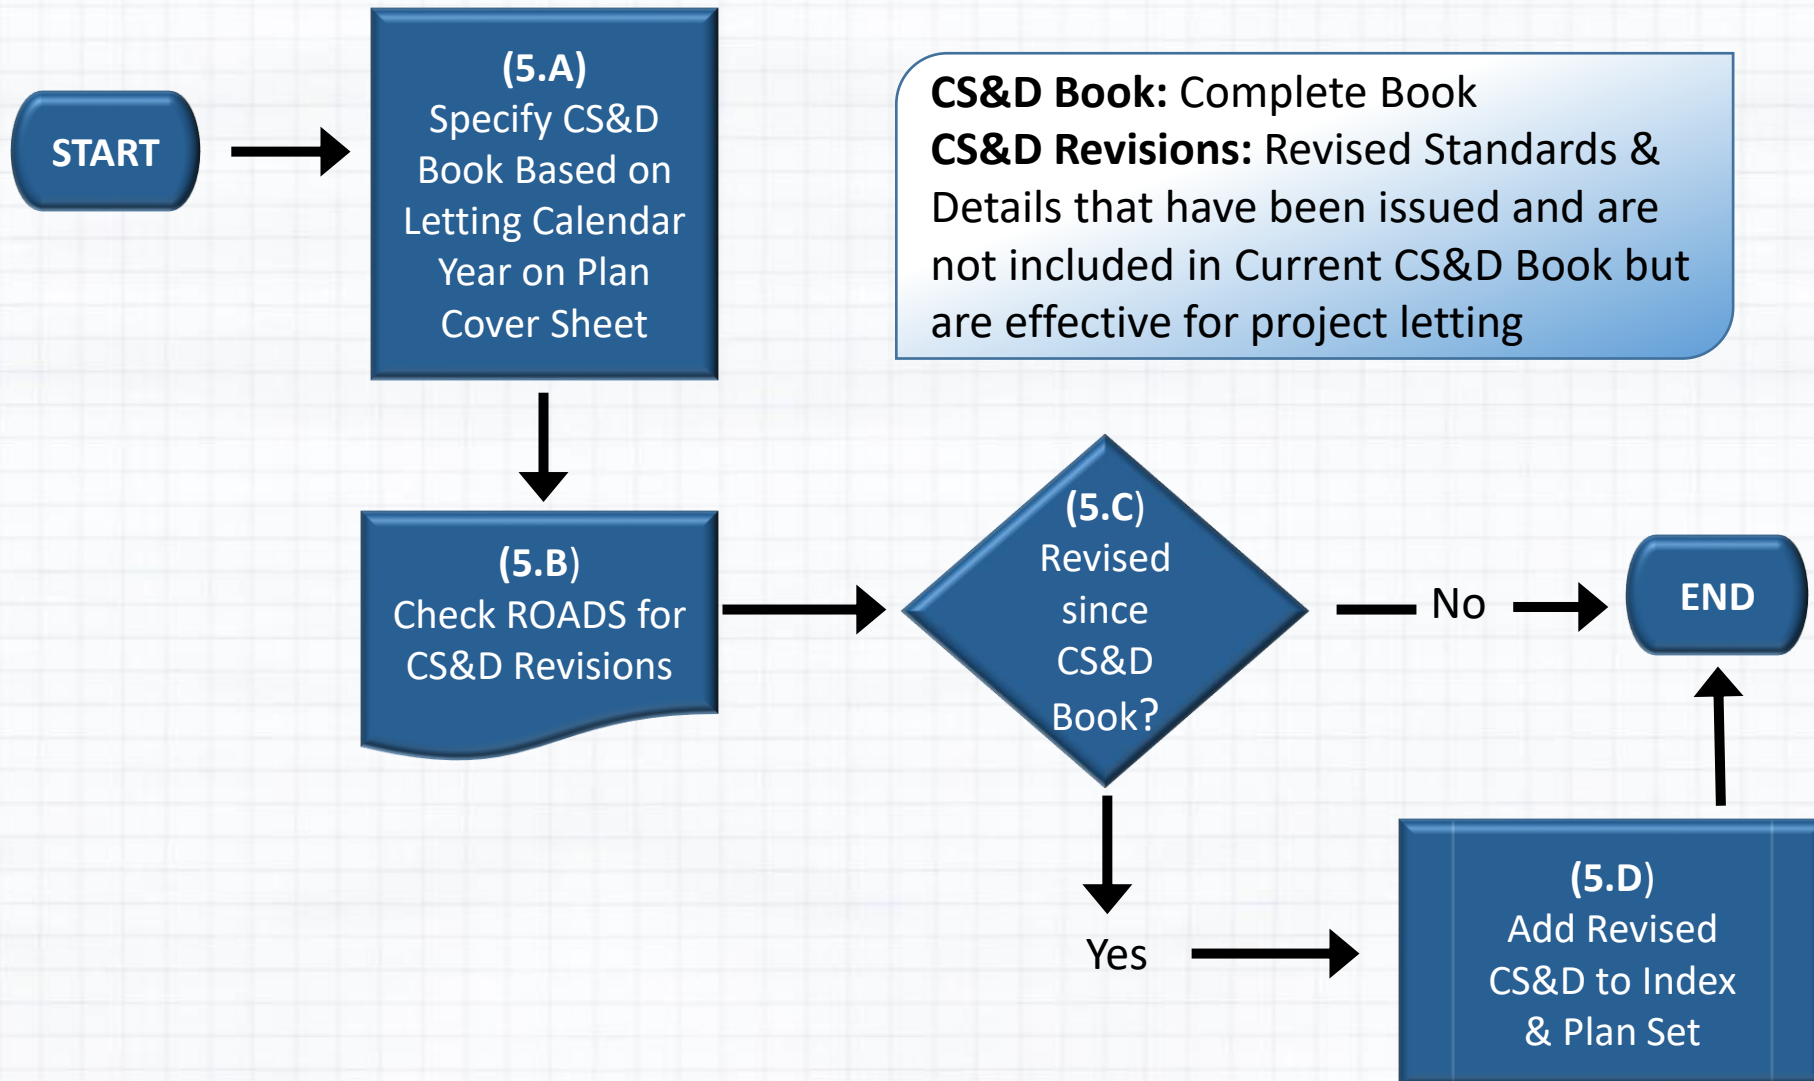 START
(5.A)
Specify CS&D
Book Based on
Letting Calendar
Year on Plan
Cover Sheet
CS&D Book: Complete Book
CS&D Revisions: Revised Standards &
Details that have been issued and are
not included in Current CS&D Book but
are effective for project letting
(5.B)
Check ROADS for
CS&D Revisions
(5.C)
Revised
since
CS&D
Book?
No
END
Yes
(5.D)
Add Revised
CS&D to Index
& Plan Set